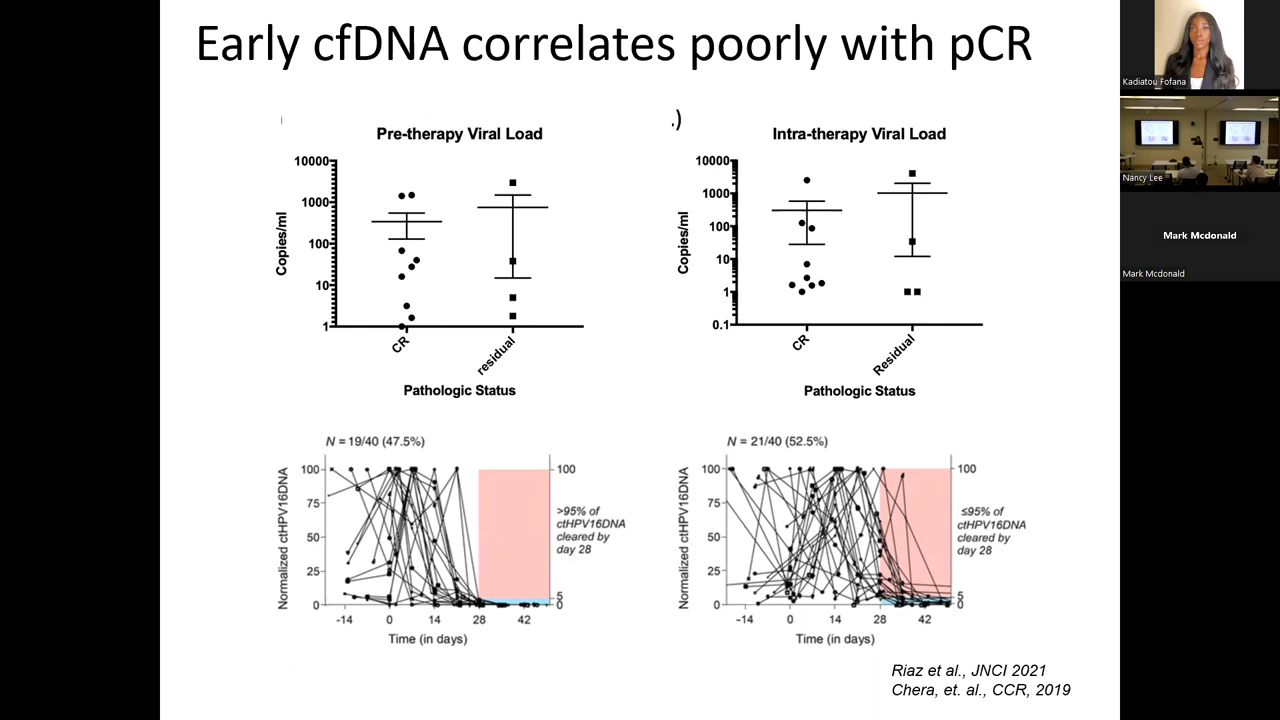 Early cfDNA correlates poorly with pCR
Pre-therapy Viral Load
10000
1000
100
10
1
Copies/ml
CR
residual
Pathologic Status
.)
Intra-therapy Viral Load
10000
1000
100
10
1
0.1
Copies/ml
CR
Residual
Pathologic Status
N = 19/40 (47.5%)
Normalized ctHPV16DNA
100
75
50
25
0
100
5
0
>95% of
ctHPV16DNA
cleared by
day 28
-14 0 14 28 42
Time (in days)
N = 21/40 (52.5%)
Normalized ctHPV16DNA
100
75
50
25
0
100
5
0
≤95% of
ctHPV16DNA
cleared by
day 28
-14 0 14 28 42
Time (in days)
Riaz et al., JNCI 2021
Chera, et. al., CCR, 2019
Kadiatou Fofana
Nancy Lee
Mark Mcdonald
Mark Mcdonald